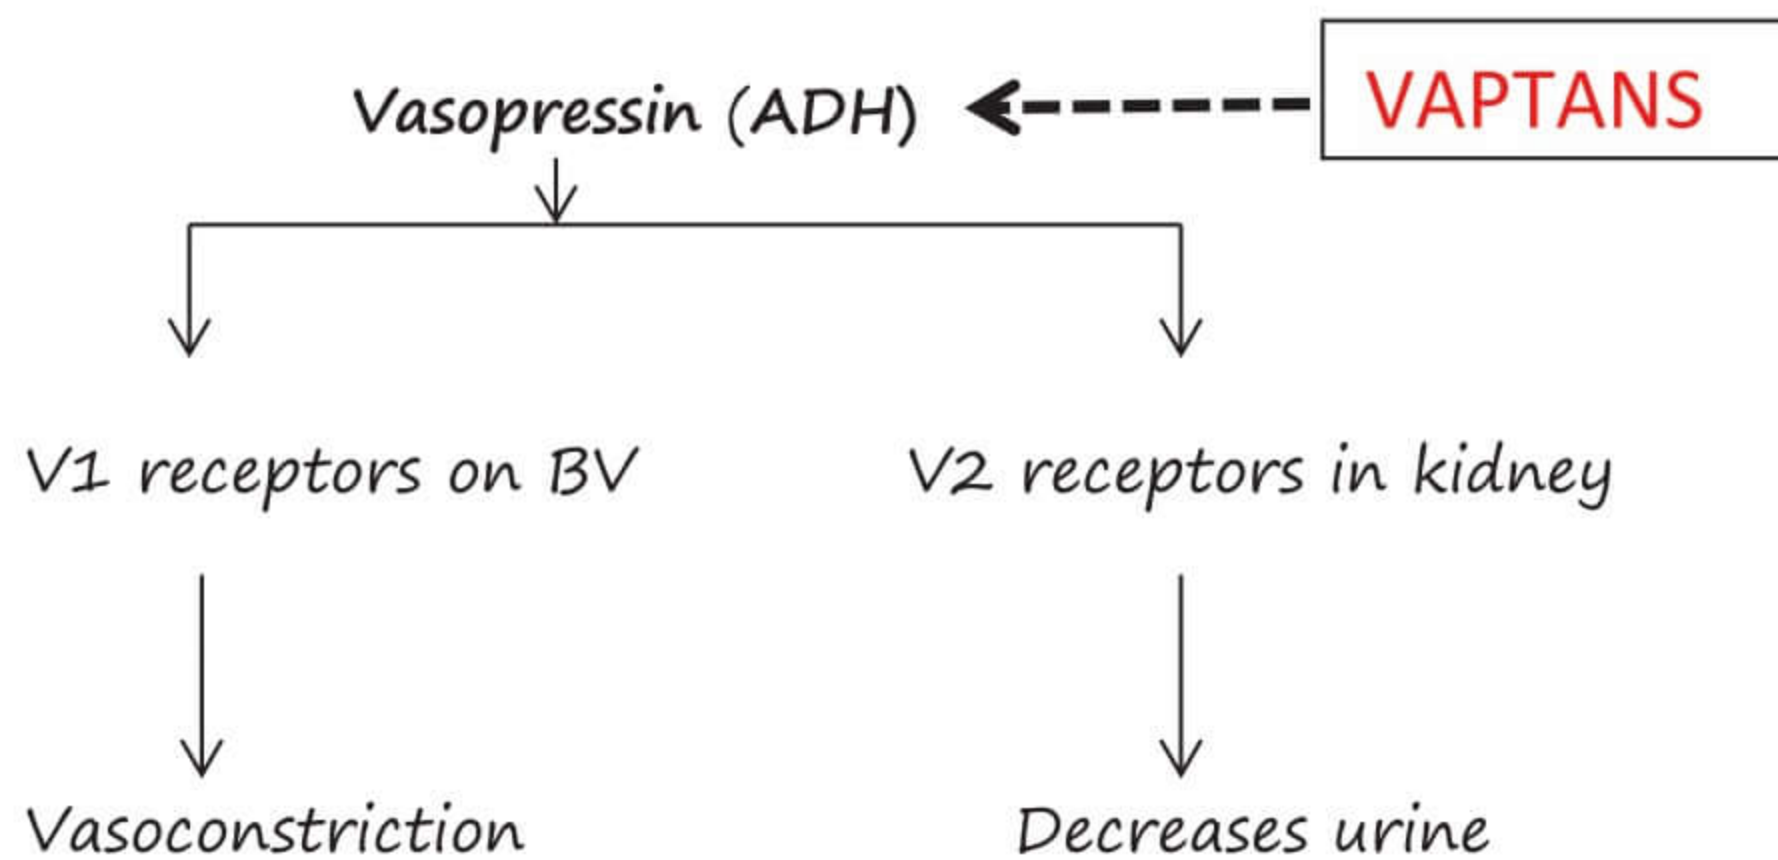 VAPTANS
Vasopressin (ADH)
V1 receptors on BV
V2 receptors in kidney
Vasoconstriction
Decreases urine